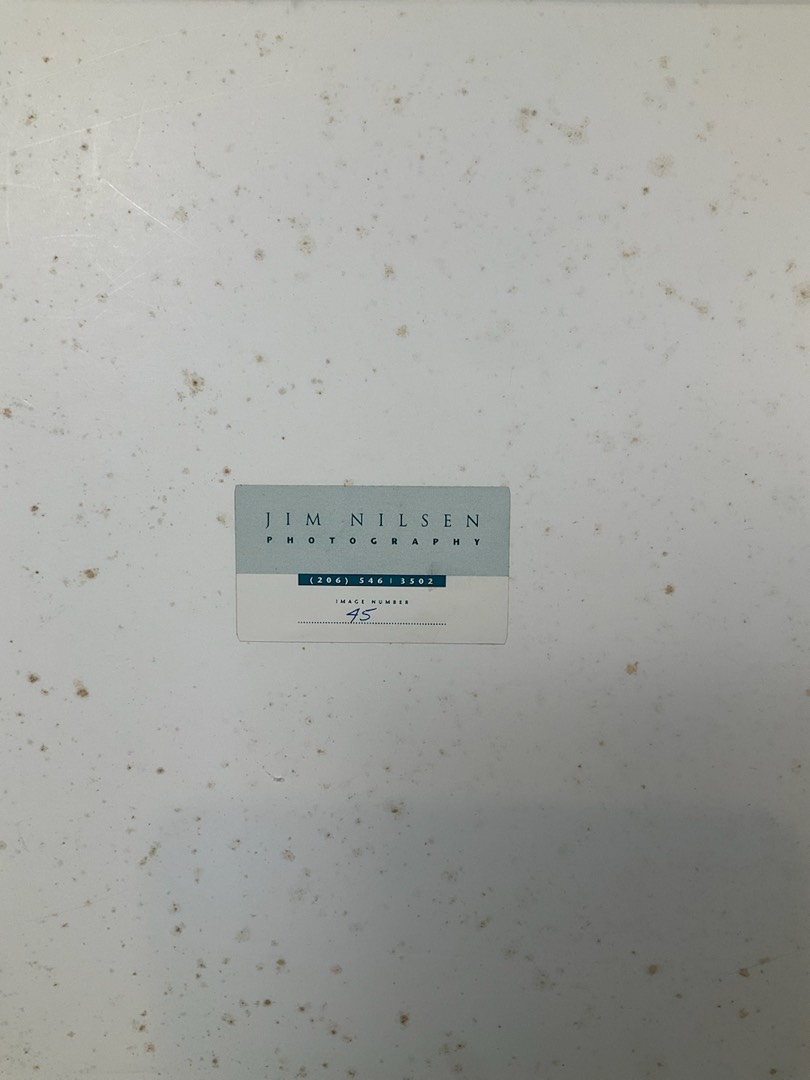 JIM NILSEN
PHOTOGRAPHY
(206) 546 | 3502
IMAGE NUMBER
45